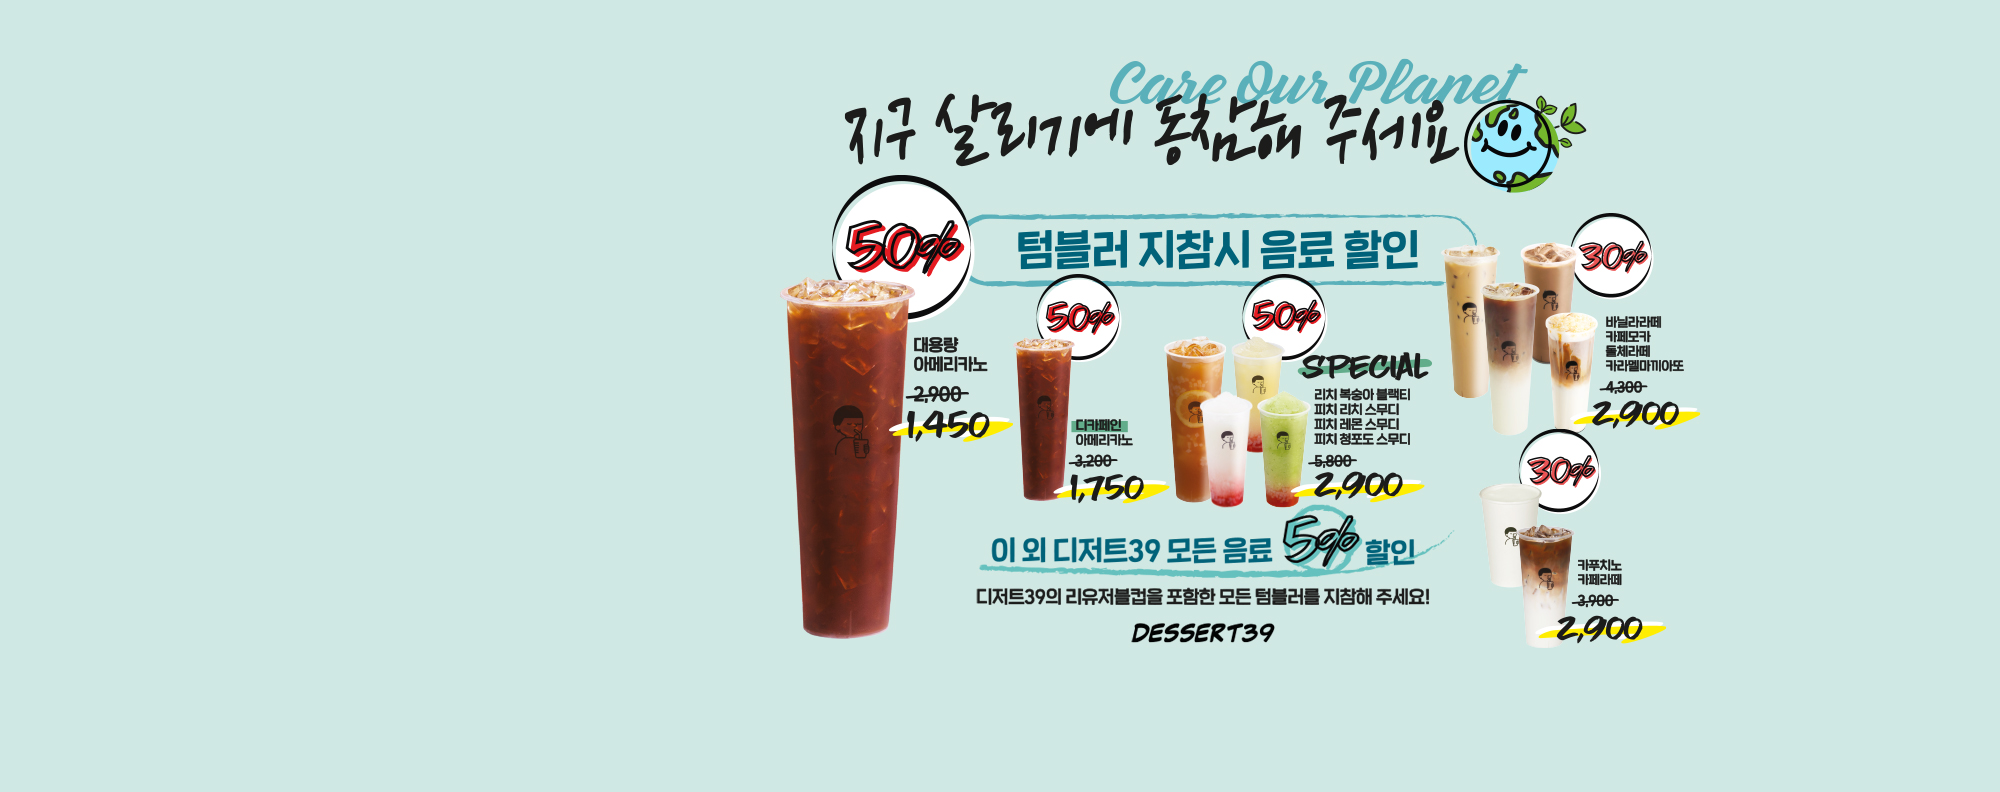 Care Our Planet
지구 살리기에 동참해 주세요
50%
텀블러 지참시 음료 할인
대용량
아메리카노
2,900
1,450
50%
디카페인
아메리카노
3,200
1,750
50%
SPECIAL
리치 복숭아 블랙티
피치 리치 스무디
피치 레몬 스무디
피치 청포도 스무디
5,800
2,900
30%
바닐라라떼
카페모카
돌체라떼
카라멜마끼아또
4,300
2,900
30%
카푸치노
카페라떼
3,900
2,900
이 외 디저트39 모든 음료 5% 할인
디저트39의 리유저블컵을 포함한 모든 텀블러를 지참해 주세요!
DESSERT39